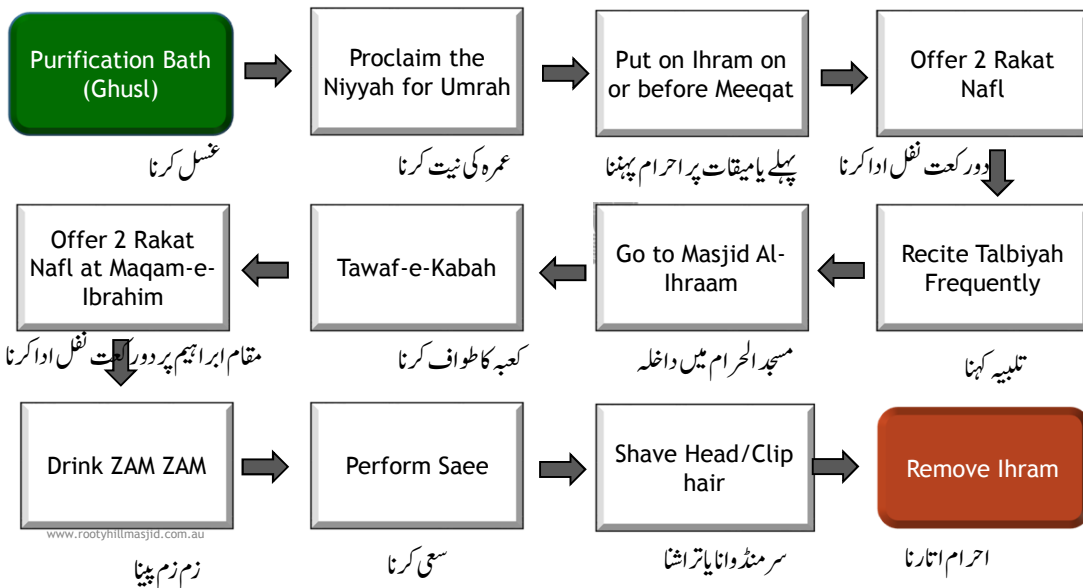 Purification Bath
(Ghusl)
Proclaim the
Niyyah for Umrah
Put on Ihram on
or before Meeqat
Offer 2 Rakat
Nafl
غسل کرنا
عمرہ کی نیت کرنا
پہلے یا میقات پر احرام پہننا
دو رکعت نفل ادا کرنا
Recite Talbiyah
Frequently
Go to Masjid Al-
Ihraam
Tawaf-e-Kabah
Offer 2 Rakat
Nafl at Maqam-e-
Ibrahim
تلبیہ کہنا
مسجد الحرام میں داخلہ
کعبہ کا طواف کرنا
مقام ابراہیم پر دو رکعت نفل ادا کرنا
Drink ZAM ZAM
Perform Saee
Shave Head/Clip
hair
Remove Ihram
www.rootyhillmasjid.com.au
زم زم پینا
سعی کرنا
سر منڈوانا یا تراشنا
احرام اتارنا